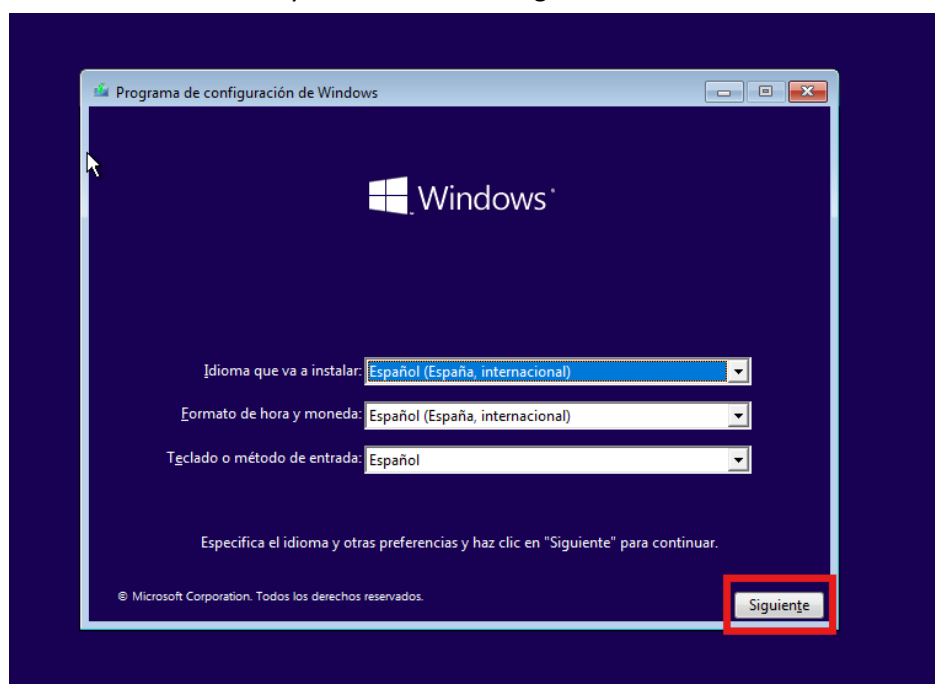 Programa de configuración de Windows
Windows
Idioma que va a instalar: Español (España, internacional)
Formato de hora y moneda: Español (España, internacional)
Teclado o método de entrada: Español
Especifica el idioma y otras preferencias y haz clic en "Siguiente" para continuar.
© Microsoft Corporation. Todos los derechos reservados.
Siguiente